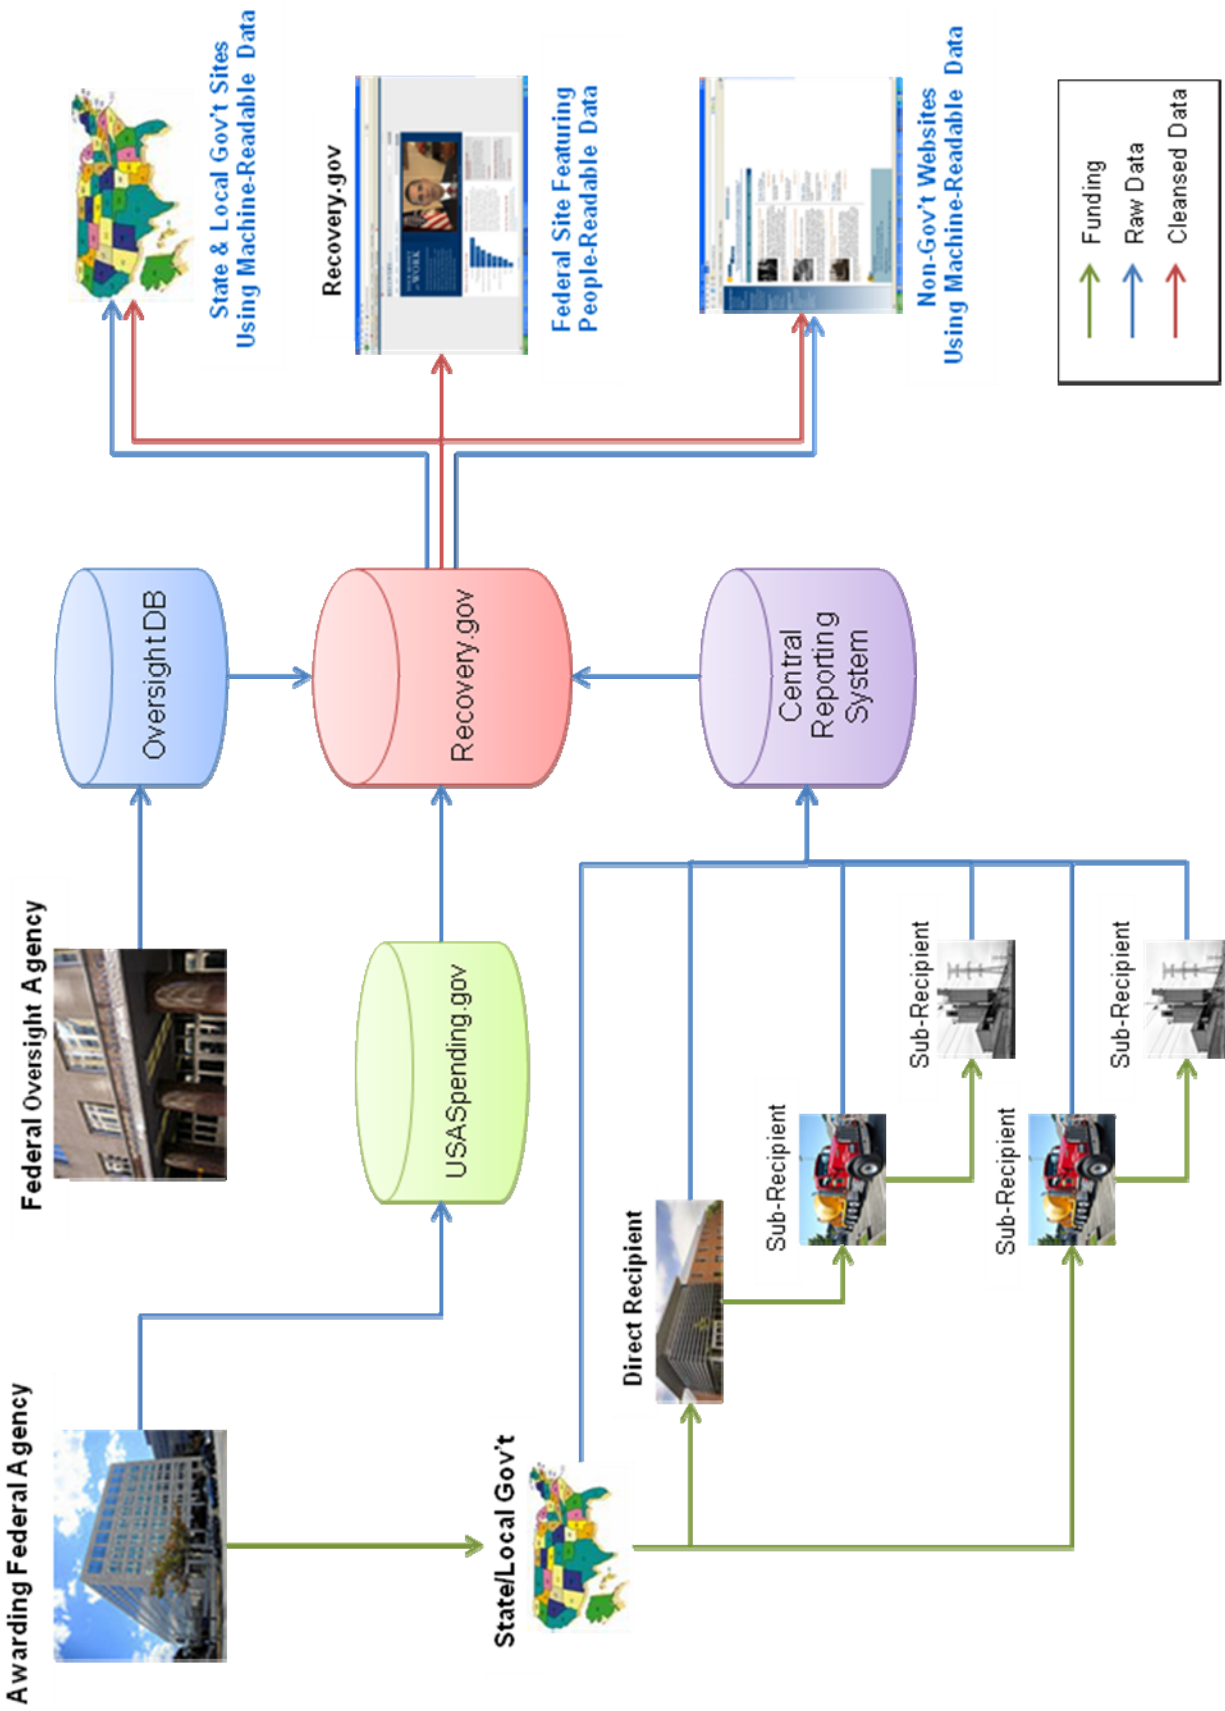 Awarding Federal Agency
Federal Oversight Agency
OversightDB
State & Local Gov't Sites
Using Machine-Readable Data
USASpending.gov
Recovery.gov
Recovery.gov
Federal Site Featuring
People-Readable Data
State/Local Gov't
Direct Recipient
Central
Reporting
System
Sub-Recipient
Sub-Recipient
Sub-Recipient
Sub-Recipient
Non-Gov't Websites
Using Machine-Readable Data
Funding
Raw Data
Cleansed Data